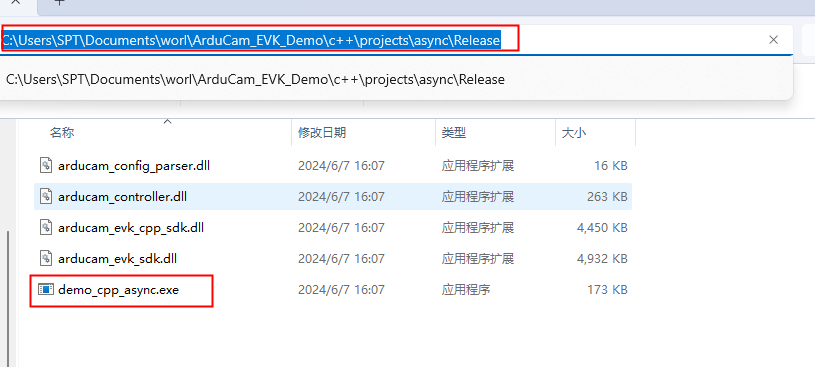 C:\Users\SPT\Documents\worl\ArduCam_EVK_Demo\c++\projects\async\Release
C:\Users\SPT\Documents\worl\ArduCam_EVK_Demo\c++\projects\async\Release
名称 修改日期 类型 大小
arducam_config_parser.dll 2024/6/7 16:07 应用程序扩展 16 KB
arducam_controller.dll 2024/6/7 16:07 应用程序扩展 263 KB
arducam_evk_cpp_sdk.dll 2024/6/7 16:07 应用程序扩展 4,450 KB
arducam_evk_sdk.dll 2024/6/7 16:07 应用程序扩展 4,932 KB
demo_cpp_async.exe 2024/6/7 16:07 应用程序 173 KB